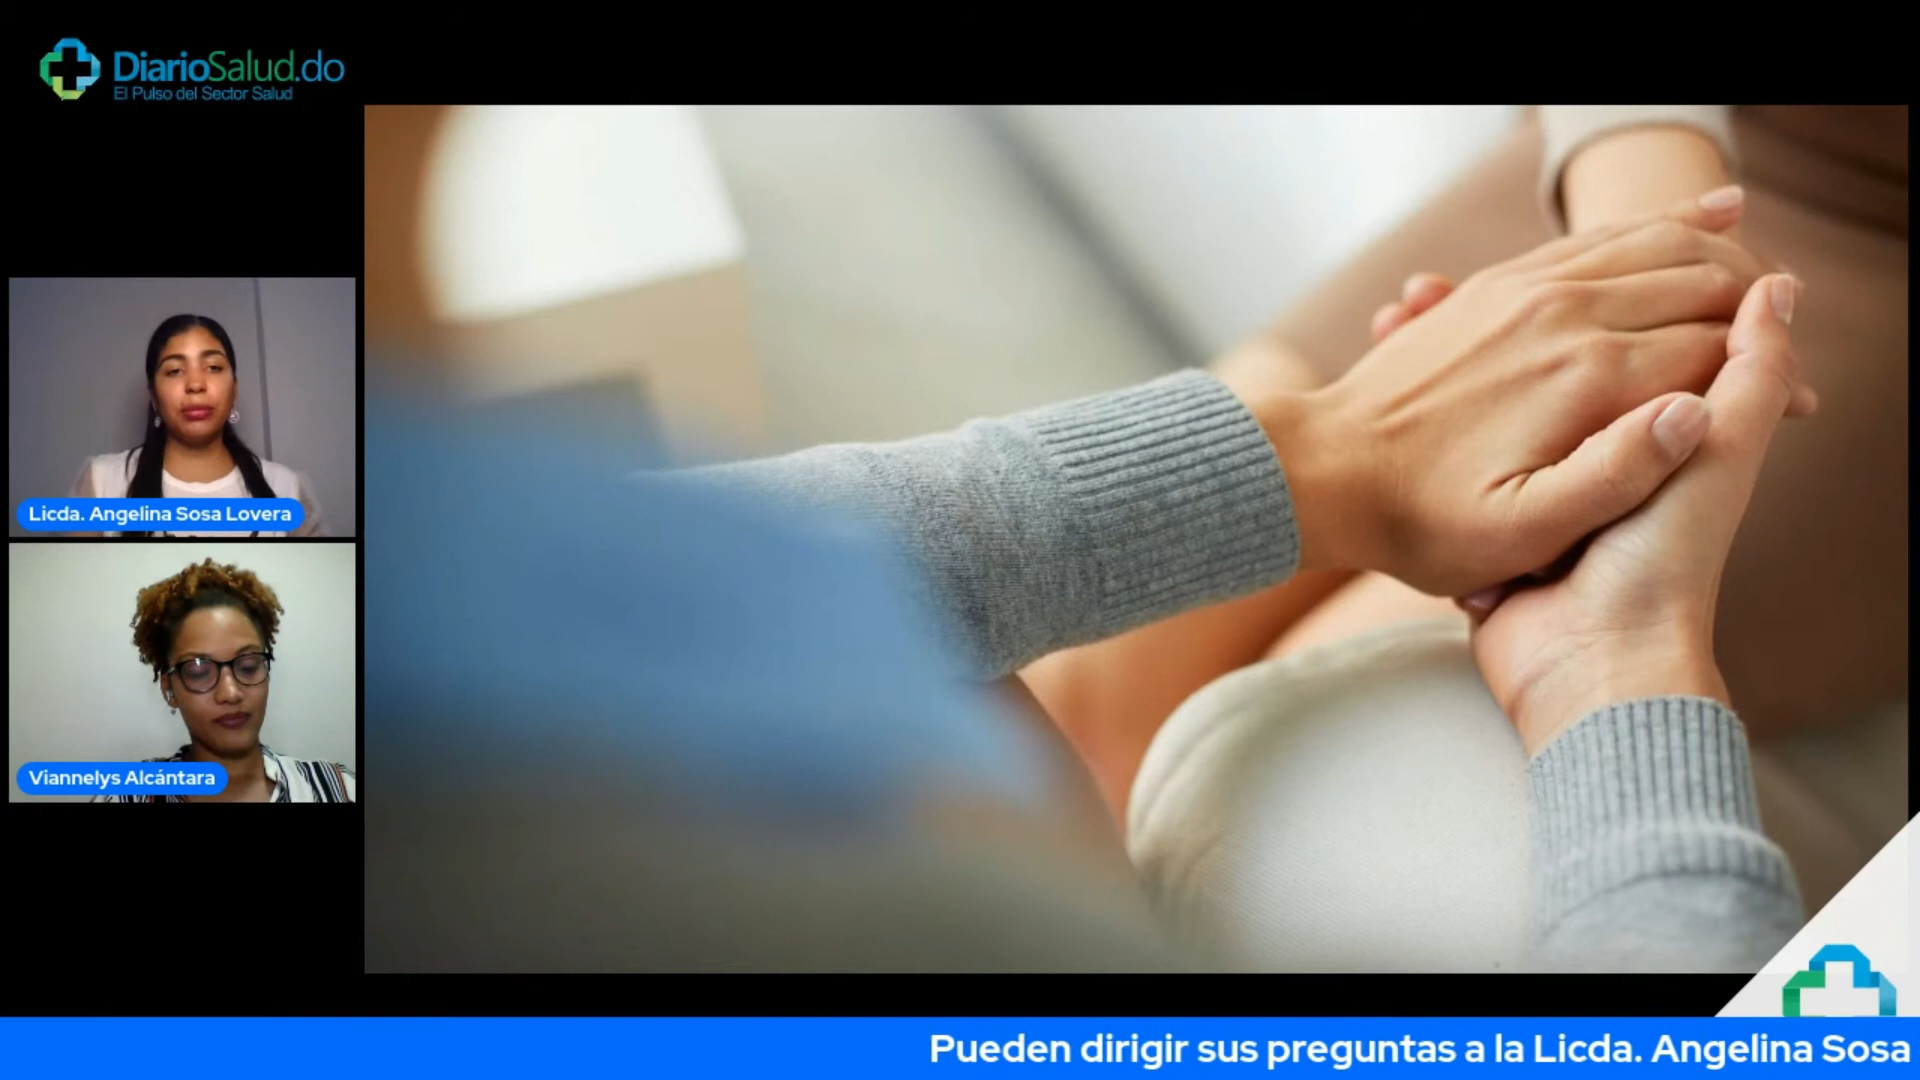 DiarioSalud.do
El Pulso del Sector Salud
Licda. Angelina Sosa Lovera
Viannelys Alcántara
Pueden dirigir sus preguntas a la Licda. Angelina Sosa